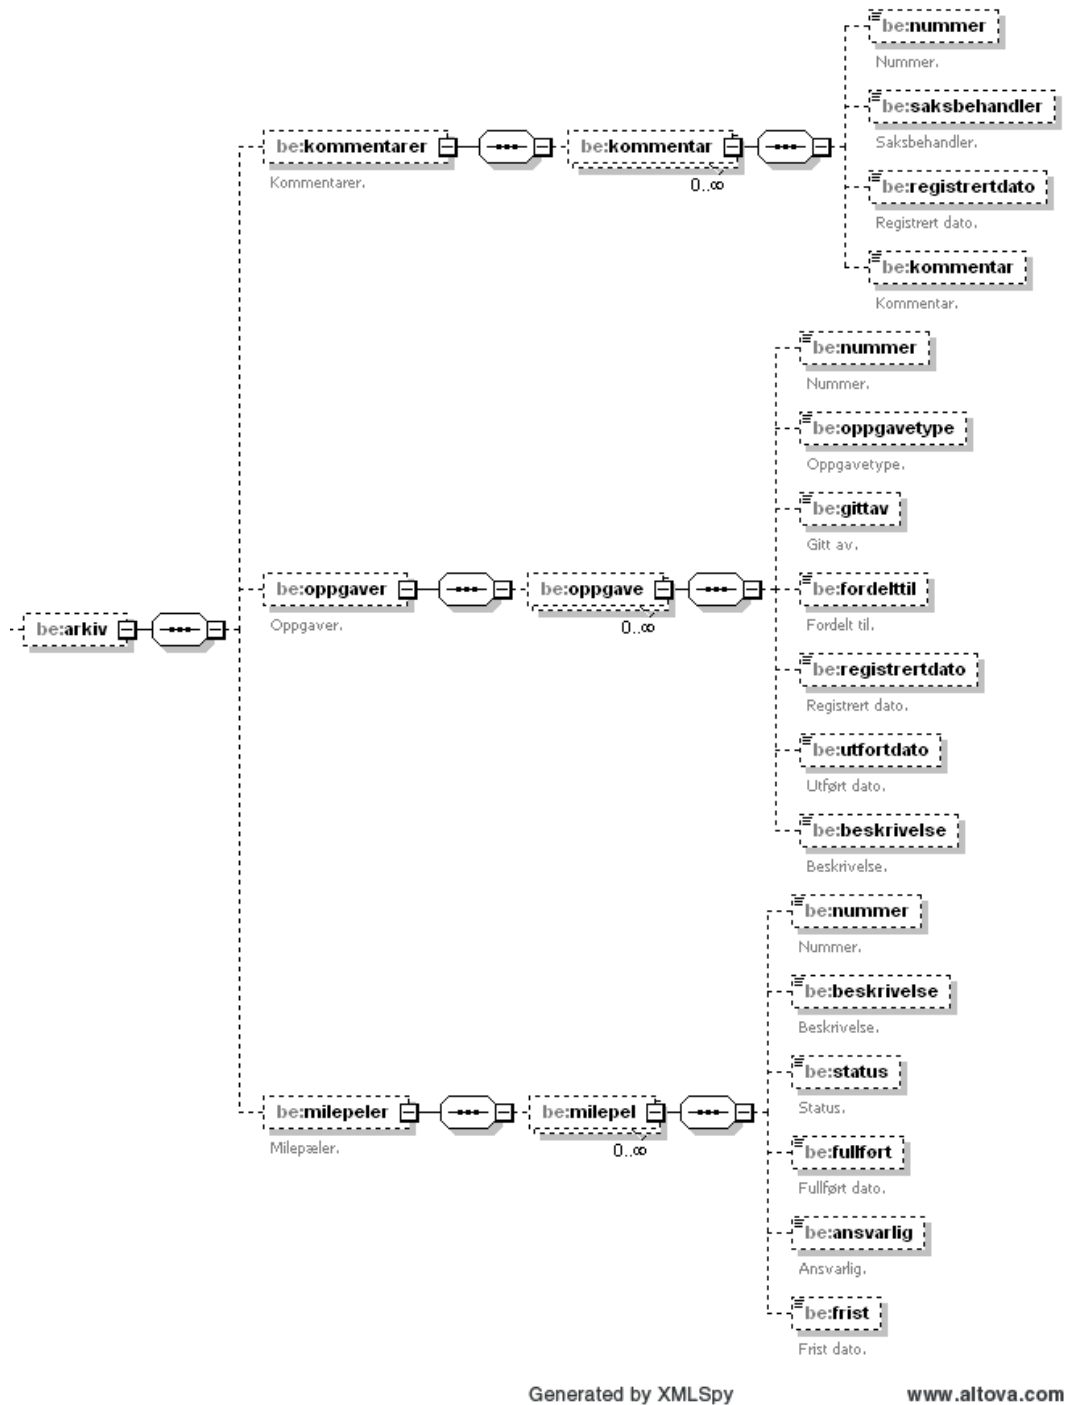 be:nummer
Nummer.
be:saksbehandler
Saksbehandler.
be:kommentarer
Kommentarer.
be:kommentar
0..∞
be:registrertdato
Registrert dato.
be:kommentar
Kommentar.
be:nummer
Nummer.
be:oppgavetype
Oppgavetype.
be:gittav
Gitt av.
be:oppgaver
Oppgaver.
be:oppgave
0..∞
be:fordelttil
Fordelt til.
be:arkiv
be:registrertdato
Registrert dato.
be:utfortdato
Utført dato.
be:beskrivelse
Beskrivelse.
be:nummer
Nummer.
be:beskrivelse
Beskrivelse.
be:status
Status.
be:milepeler
Milepæler.
be:milepel
0..∞
be:fullfort
Fullført dato.
be:ansvarlig
Ansvarlig.
be:frist
Frist dato.
Generated by XMLSpy
www.altova.com